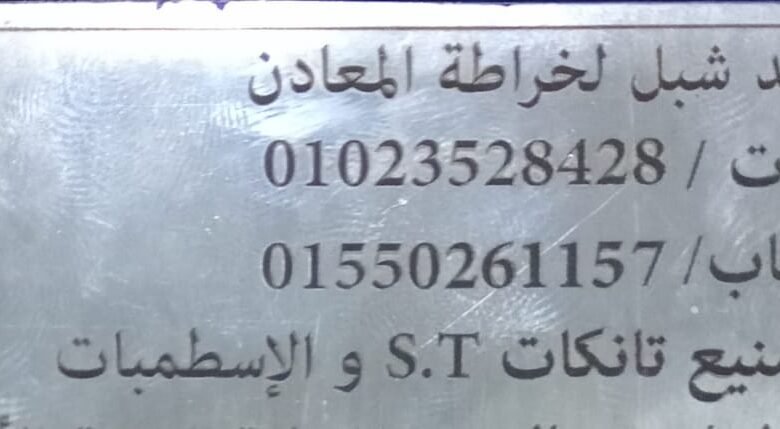 شبل لخراطة المعادن
ت / 01023528428
/ 01550261157
تانكات S.T و الإسطمبات